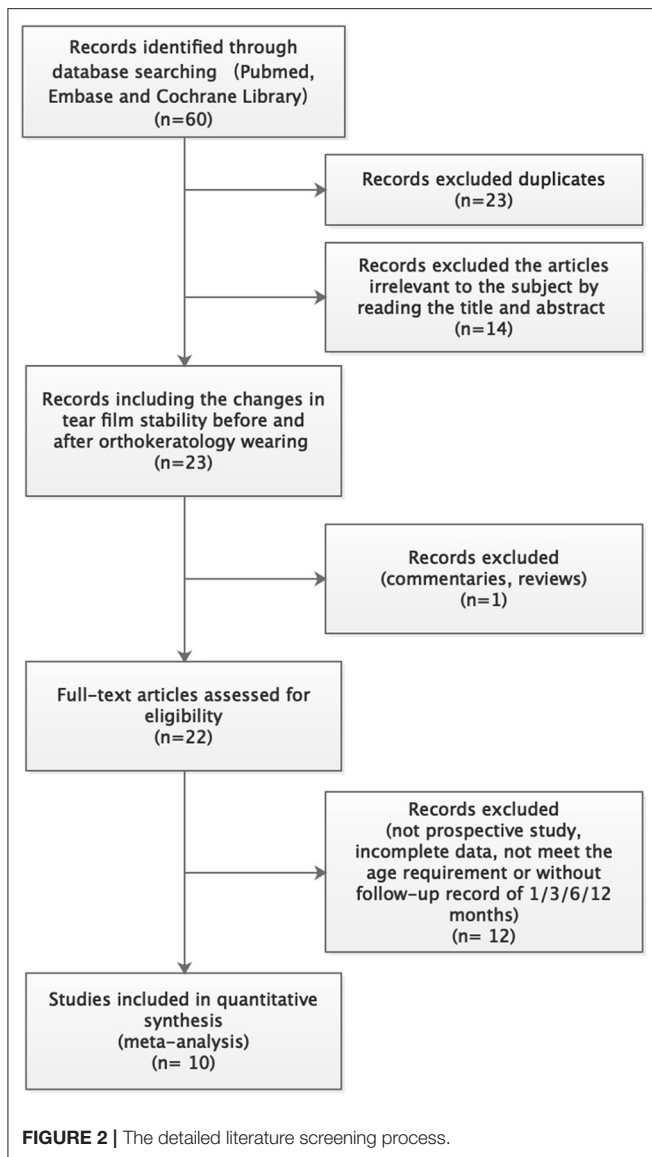 Records identified through
database searching (Pubmed,
Embase and Cochrane Library)
(n=60)
Records excluded duplicates
(n=23)
Records excluded the articles
irrelevant to the subject by
reading the title and abstract
(n=14)
Records including the changes in
tear film stability before and
after orthokeratology wearing
(n=23)
Records excluded
(commentaries, reviews)
(n=1)
Full-text articles assessed for
eligibility
(n=22)
Records excluded
(not prospective study,
incomplete data, not meet the
age requirement or without
follow-up record of 1/3/6/12
months)
(n= 12)
Studies included in quantitative
synthesis
(meta-analysis)
(n= 10)
FIGURE 2 | The detailed literature screening process.